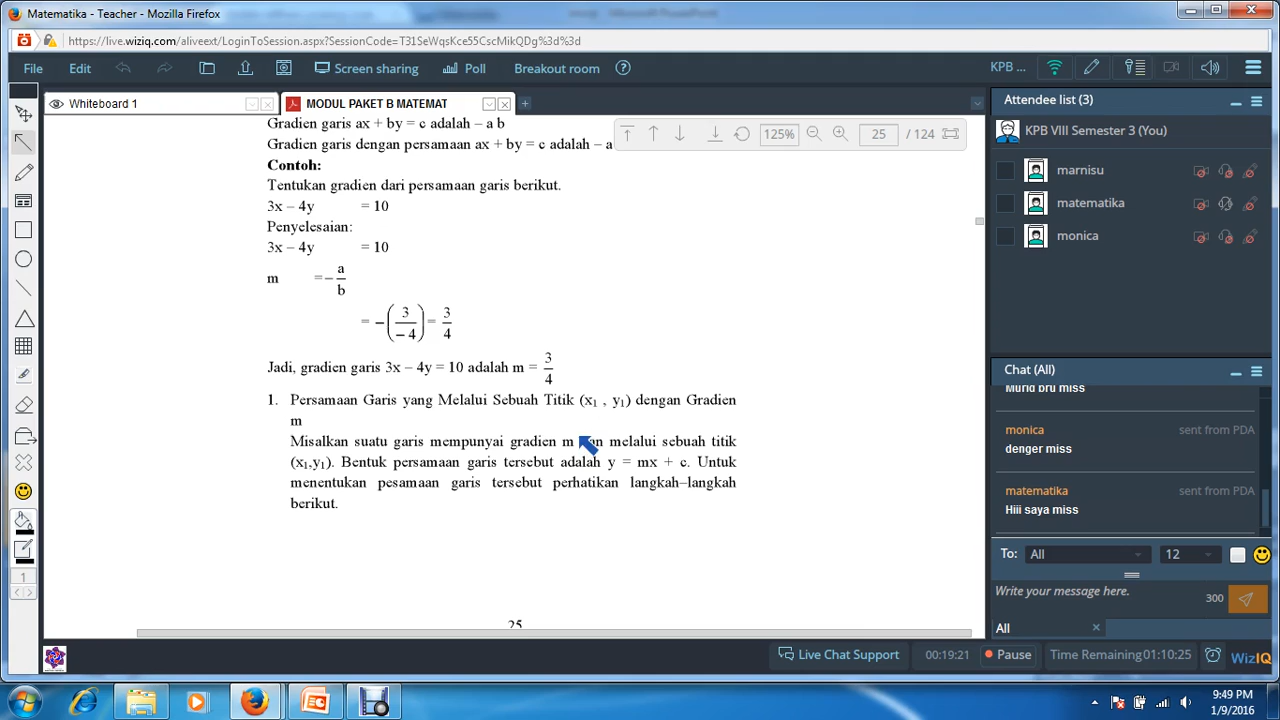 Matematika - Teacher - Mozilla Firefox
https://live.wiziq.com/aliveext/LoginToSession.aspx?SessionCode=T31SeWqsKce55CscMikQDg%3d%3d
File Edit Screen sharing Poll Breakout room KPB ...
Whiteboard 1
MODUL PAKET B MATEMAT
125% 25 / 124
Gradien garis ax + by = c adalah – a b
Gradien garis dengan persamaan ax + by = c adalah – a
Contoh:
Tentukan gradien dari persamaan garis berikut.
3x – 4y = 10
Penyelesaian:
3x – 4y = 10
m = – a/b
= – (3/– 4) = 3/4
Jadi, gradien garis 3x – 4y = 10 adalah m = 3/4
1. Persamaan Garis yang Melalui Sebuah Titik (x₁ , y₁) dengan Gradien
m
Misalkan suatu garis mempunyai gradien m melalui sebuah titik
(x₁,y₁). Bentuk persamaan garis tersebut adalah y = mx + c. Untuk
menentukan pesamaan garis tersebut perhatikan langkah–langkah
berikut.
25
1
Attendee list (3)
KPB VIII Semester 3 (You)
marnisu
matematika
monica
Chat (All)
Murid bru miss
monica sent from PDA
denger miss
matematika sent from PDA
Hiii saya miss
To: All 12
Write your message here. 300
All
Live Chat Support 00:19:21 Pause Time Remaining 01:10:25 WizIQ
9:49 PM
1/9/2016